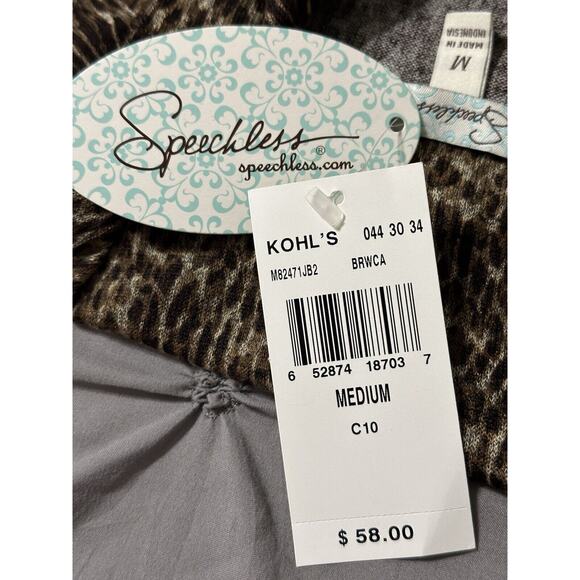 Speechless®
speechless.com
M
MADE IN
INDONESIA
Speechless
KOHL'S 044 30 34
M82471JB2 BRWCA
6 52874 18703 7
MEDIUM
C10
$ 58.00